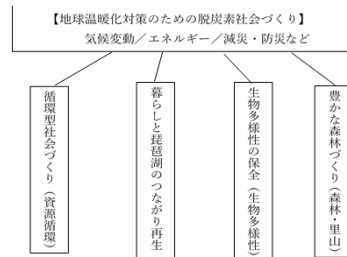 【地球温暖化対策のための脱炭素社会づくり】
気候変動／エネルギー／減災・防災など
循環型社会づくり（資源循環）
暮らしと琵琶湖のつながり再生
生物多様性の保全（生物多様性）
豊かな森林づくり（森林・里山）